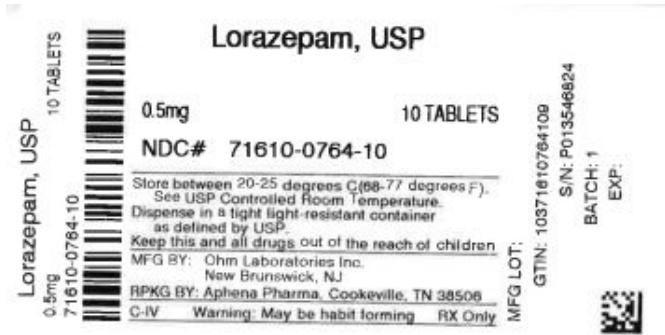 Lorazepam, USP
0.5mg 10 TABLETS
71610-0764-10
Lorazepam, USP
0.5mg 10 TABLETS
NDC# 71610-0764-10
Store between 20-25 degrees C(68-77 degrees F).
See USP Controlled Room Temperature.
Dispense in a tight light-resistant container
as defined by USP.
Keep this and all drugs out of the reach of children
MFG BY: Ohm Laboratories Inc.
New Brunswick, NJ
RPKG BY: Aphena Pharma, Cookeville, TN 38506
C-IV Warning: May be habit forming RX Only
MFG LOT:
GTIN: 10371610764109
S/N: P013546824
BATCH: 1
EXP: